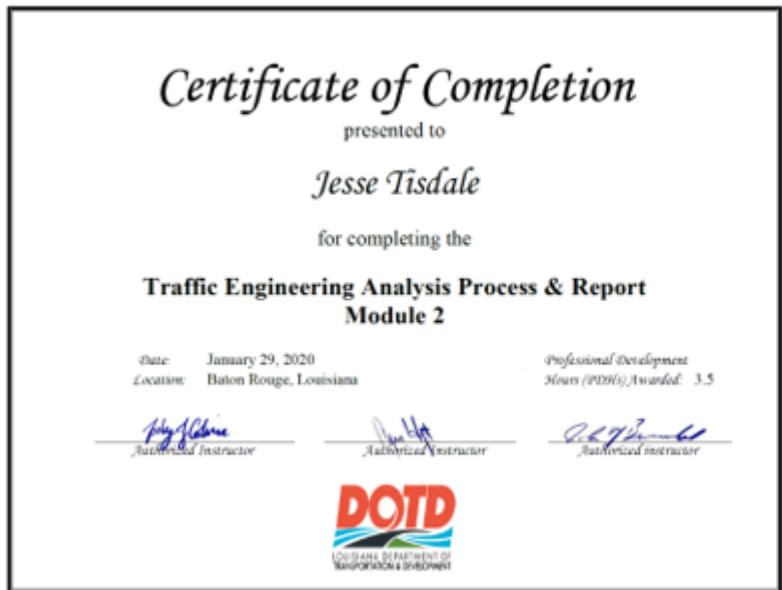 Certificate of Completion
presented to
Jesse Tisdale
for completing the
Traffic Engineering Analysis Process & Report
Module 2
Date: January 29, 2020
Location: Baton Rouge, Louisiana
Professional Development
Hours (PDHs) Awarded: 3.5
Authorized Instructor
Authorized Instructor
Authorized instructor
DOTD
LOUISIANA DEPARTMENT OF
TRANSPORTATION & DEVELOPMENT